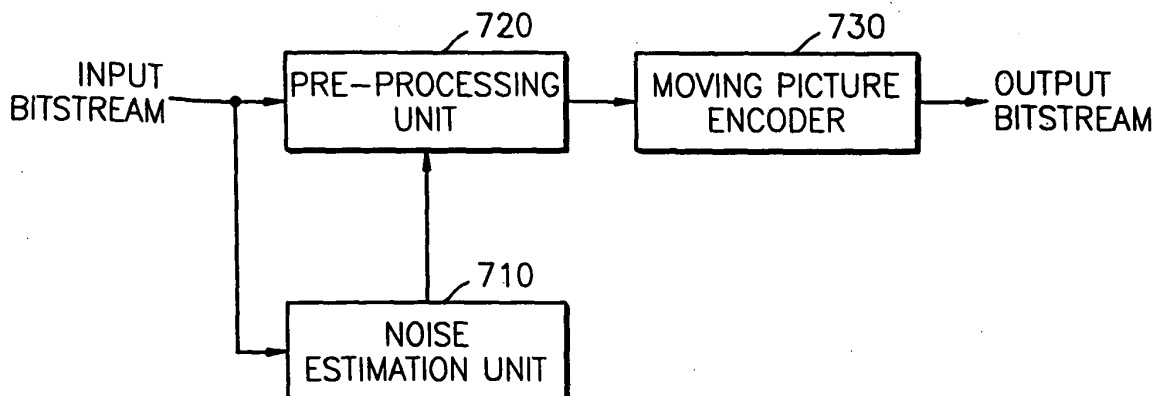 720
730
INPUT
BITSTREAM
PRE-PROCESSING
UNIT
MOVING PICTURE
ENCODER
OUTPUT
BITSTREAM
710
NOISE
ESTIMATION UNIT